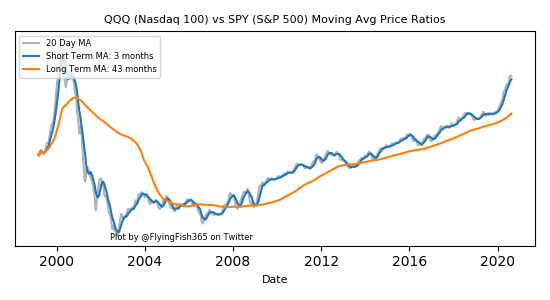 QQQ (Nasdaq 100) vs SPY (S&P 500) Moving Avg Price Ratios
20 Day MA
Short Term MA: 3 months
Long Term MA: 43 months
Plot by @FlyingFish365 on Twitter
2000 2004 2008 2012 2016 2020
Date